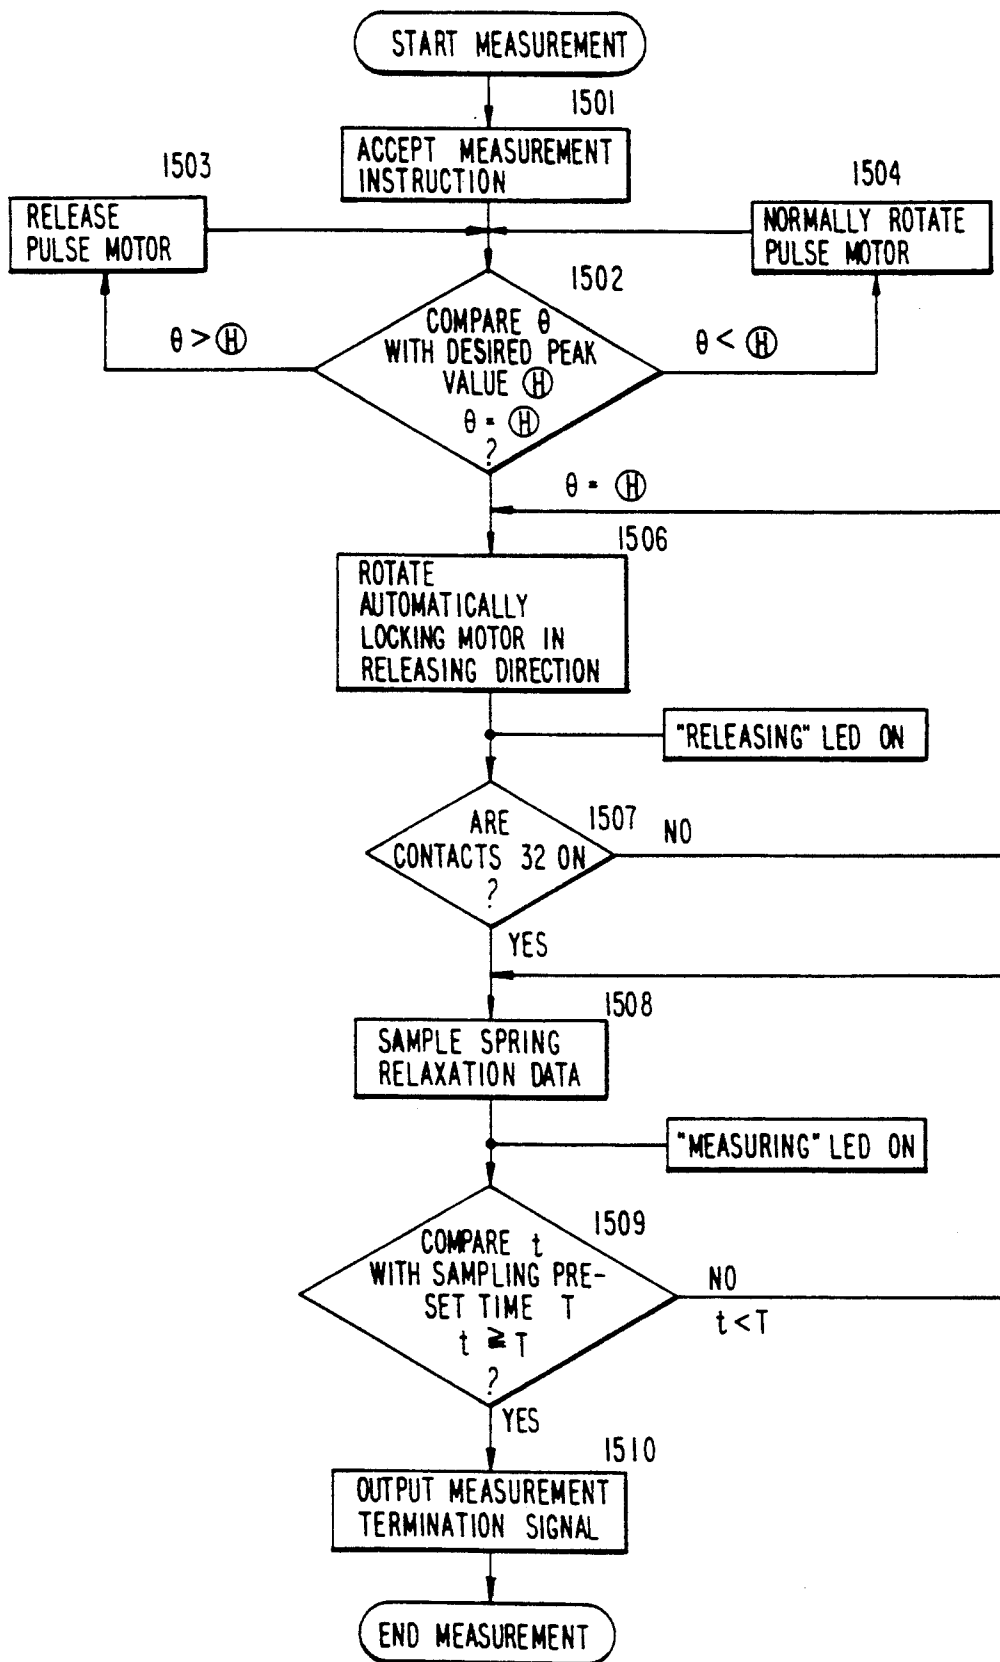 START MEASUREMENT
1501
ACCEPT MEASUREMENT
INSTRUCTION
1503
RELEASE
PULSE MOTOR
1504
NORMALLY ROTATE
PULSE MOTOR
1502
COMPARE θ
WITH DESIRED PEAK
VALUE Ⓗ
θ = Ⓗ
?
θ > Ⓗ
θ < Ⓗ
θ = Ⓗ
1506
ROTATE
AUTOMATICALLY
LOCKING MOTOR IN
RELEASING DIRECTION
"RELEASING" LED ON
1507
ARE
CONTACTS 32 ON
?
NO
YES
1508
SAMPLE SPRING
RELAXATION DATA
"MEASURING" LED ON
1509
COMPARE t
WITH SAMPLING PRE-
SET TIME T
t ≧ T
?
NO
t < T
YES
1510
OUTPUT MEASUREMENT
TERMINATION SIGNAL
END MEASUREMENT